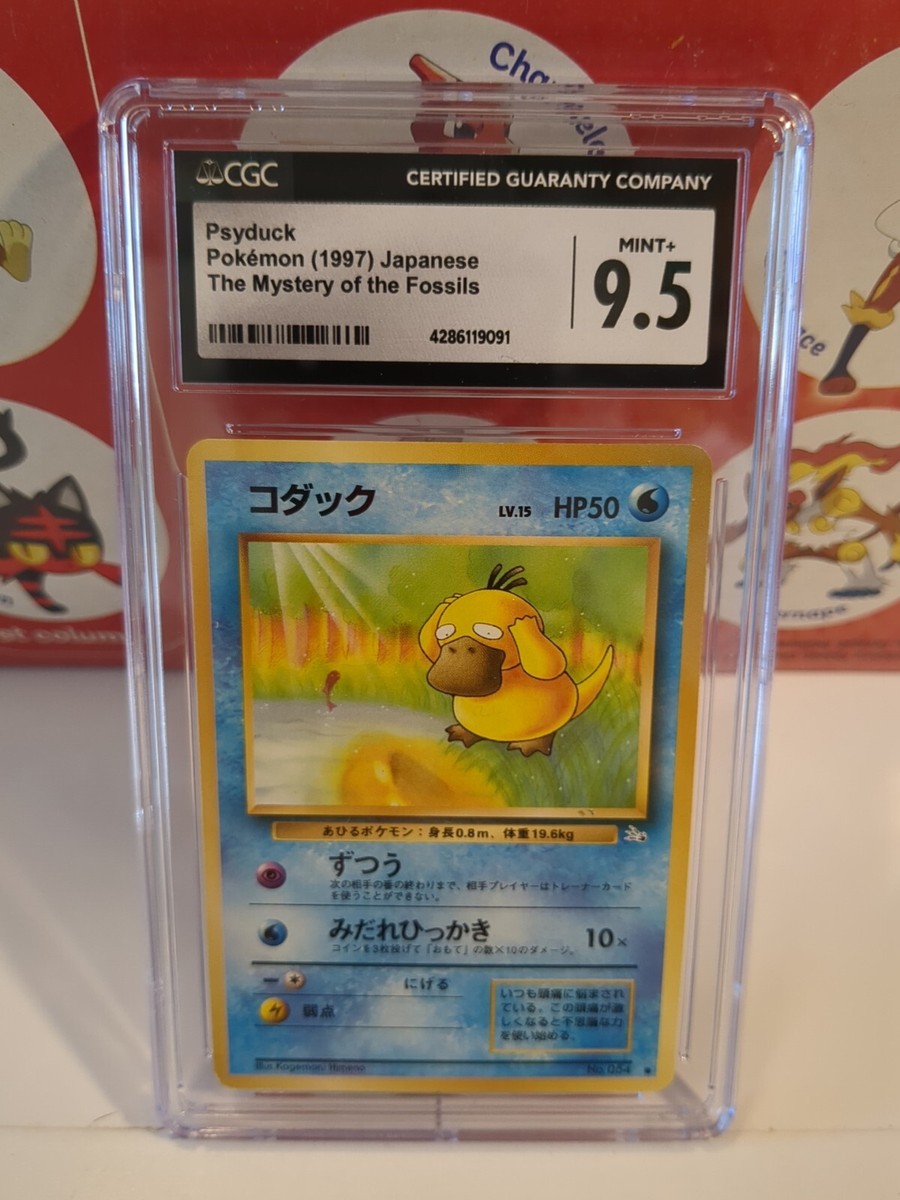 CGC
CERTIFIED GUARANTY COMPANY
Psyduck
Pokémon (1997) Japanese
The Mystery of the Fossils
MINT+
9.5
4286119091
コダック
LV.15 HP50
あひるポケモン：身長0.8m、体重19.6kg
ずつう
次の相手の番の終わりまで、相手プレイヤーはトレーナーカード
を使うことができない。
みだれひっかき 10×
コインを3枚投げて「おもて」の数×10のダメージ。
にげる
弱点
いつも頭痛に悩まされ
ている。この頭痛が激
しくなると不思議な力
を使い始める。
Illus. Kagemaru Himeno
No.054